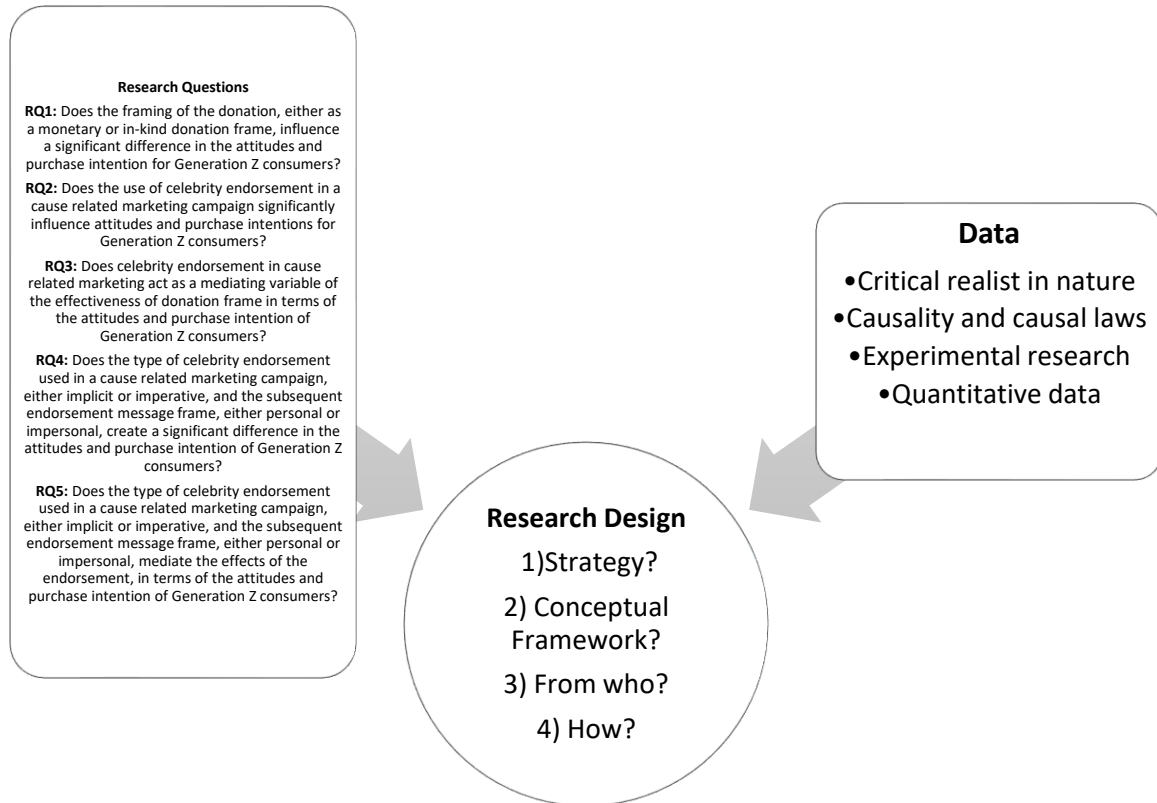 Research Questions
RQ1: Does the framing of the donation, either as
a monetary or in-kind donation frame, influence
a significant difference in the attitudes and
purchase intention for Generation Z consumers?
RQ2: Does the use of celebrity endorsement in a
cause related marketing campaign significantly
influence attitudes and purchase intentions for
Generation Z consumers?
RQ3: Does celebrity endorsement in cause
related marketing act as a mediating variable of
the effectiveness of donation frame in terms of
the attitudes and purchase intention of
Generation Z consumers?
RQ4: Does the type of celebrity endorsement
used in a cause related marketing campaign,
either implicit or imperative, and the subsequent
endorsement message frame, either personal or
impersonal, create a significant difference in the
attitudes and purchase intention of Generation Z
consumers?
RQ5: Does the type of celebrity endorsement
used in a cause related marketing campaign,
either implicit or imperative, and the subsequent
endorsement message frame, either personal or
impersonal, mediate the effects of the
endorsement, in terms of the attitudes and
purchase intention of Generation Z consumers?
Data
•Critical realist in nature
•Causality and causal laws
•Experimental research
•Quantitative data
Research Design
1)Strategy?
2) Conceptual
Framework?
3) From who?
4) How?